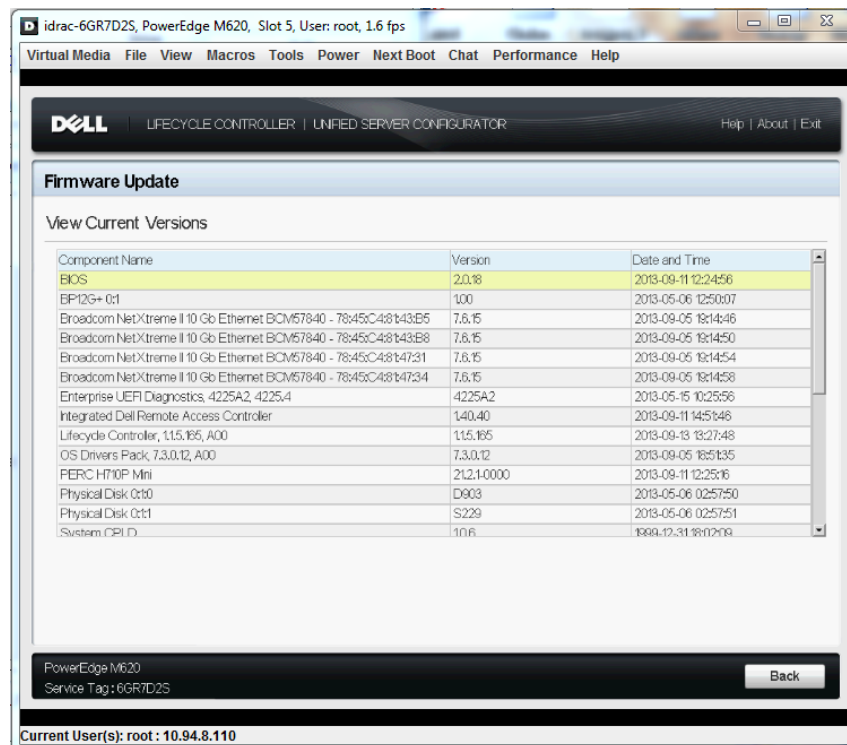 idrac-6GR7D2S, PowerEdge M620, Slot 5, User: root, 1.6 fps
Virtual Media File View Macros Tools Power Next Boot Chat Performance Help
DELL LIFECYCLE CONTROLLER | UNIFIED SERVER CONFIGURATOR Help | About | Exit
Firmware Update
View Current Versions
Component Name Version Date and Time
BIOS 2.0.18 2013-09-11 12:24:56
BP12G+ 0:1 1.00 2013-05-06 12:50:07
Broadcom NetXtreme II 10 Gb Ethernet BCM57840 - 78:45:C4:81:43:B5 7.6.15 2013-09-05 19:14:46
Broadcom NetXtreme II 10 Gb Ethernet BCM57840 - 78:45:C4:81:43:B8 7.6.15 2013-09-05 19:14:50
Broadcom NetXtreme II 10 Gb Ethernet BCM57840 - 78:45:C4:81:47:31 7.6.15 2013-09-05 19:14:54
Broadcom NetXtreme II 10 Gb Ethernet BCM57840 - 78:45:C4:81:47:34 7.6.15 2013-09-05 19:14:58
Enterprise UEFI Diagnostics, 4225A2, 4225.4 4225A2 2013-05-15 10:25:56
Integrated Dell Remote Access Controller 1.40.40 2013-09-11 14:51:46
Lifecycle Controller, 1.1.5.165, A00 1.1.5.165 2013-09-13 13:27:48
OS Drivers Pack, 7.3.0.12, A00 7.3.0.12 2013-09-05 18:51:35
PERC H710P Mini 21.2.1-0000 2013-09-11 12:25:16
Physical Disk 0:1:0 D903 2013-05-06 02:57:50
Physical Disk 0:1:1 S229 2013-05-06 02:57:51
System CPLD 1.0.6 1999-12-31 18:02:09
PowerEdge M620
Service Tag : 6GR7D2S
Back
Current User(s): root : 10.94.8.110